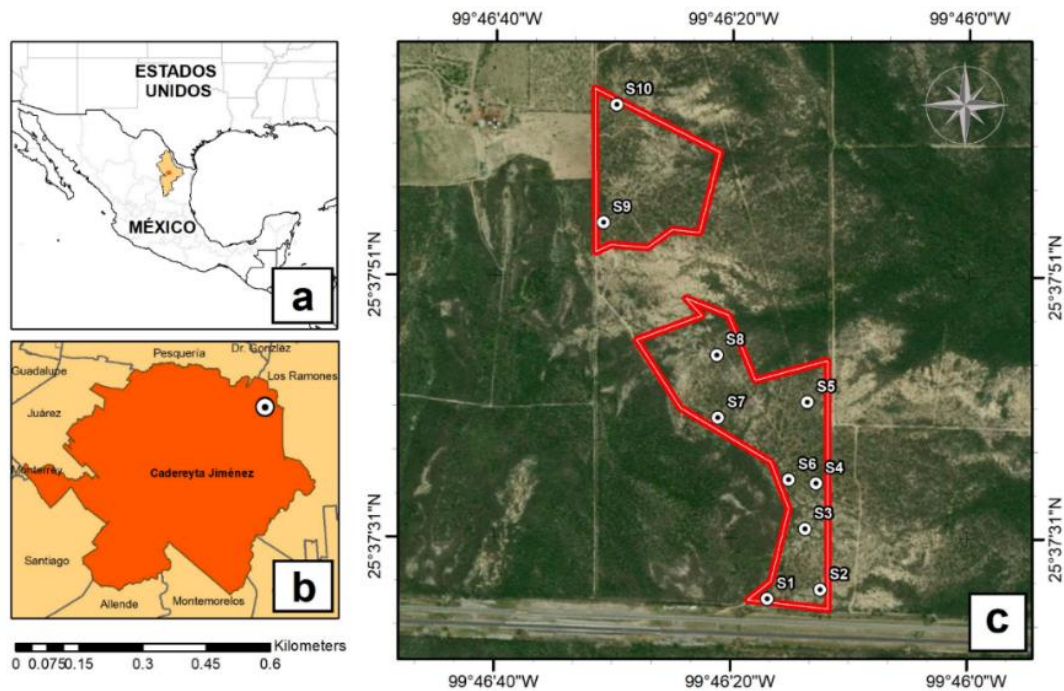 ESTADOS
UNIDOS
MÉXICO
a
Pesquería
Dr. Gonzlez
Guadalupe
Los Ramones
Juárez
Cadereyta Jiménez
Monterrey
Santiago
Allende
Montemorelos
b
Kilometers
0 0.075 0.15 0.3 0.45 0.6
99°46'40"W 99°46'20"W 99°46'0"W
S10
S9
25°37'51"N 25°37'51"N
S8
S5
S7
S6
S4
S3
25°37'31"N 25°37'31"N
S1
S2
c
99°46'40"W 99°46'20"W 99°46'0"W